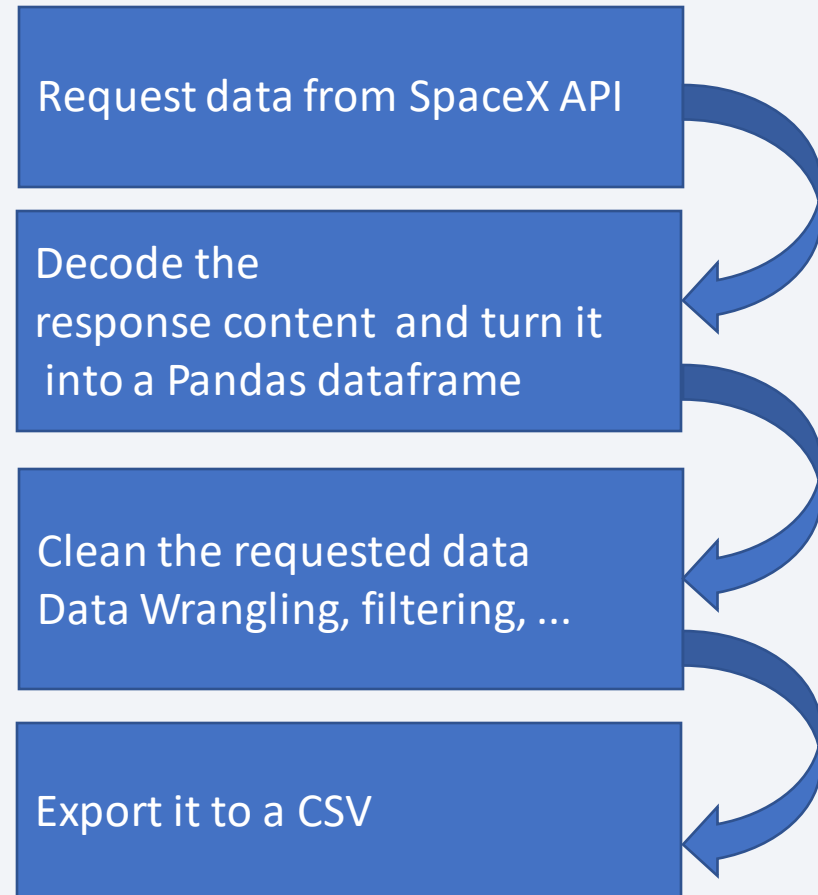 Request data from SpaceX API
Decode the
response content and turn it
into a Pandas dataframe
Clean the requested data
Data Wrangling, filtering, ...
Export it to a CSV